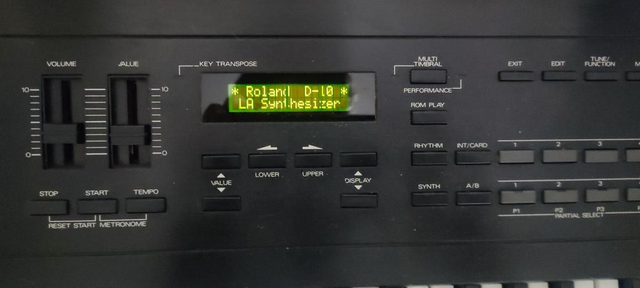 VOLUME
VALUE
KEY TRANSPOSE
MULTI
TIMBRAL
PERFORMANCE
EXIT
EDIT
TUNE/
FUNCTION
10
10
0
0
* Roland D-10 *
LA Synthesizer
ROM PLAY
RHYTHM
INT/CARD
1
2
3
4
VALUE
LOWER
UPPER
DISPLAY
STOP
START
TEMPO
RESET START
METRONOME
SYNTH
A/B
1
2
3
P1
P2
P3
PARTIAL SELECT